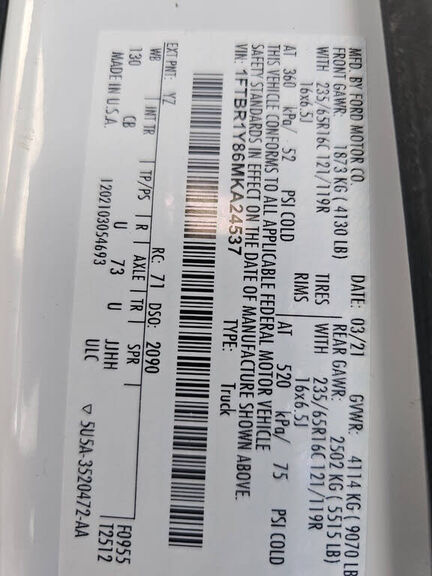 MFD. BY FORD MOTOR CO.
DATE: 03/21 GVWR: 4114 KG ( 9070 LB
FRONT GAWR: 1873 KG ( 4130 LB) REAR GAWR: 2502 KG ( 5515 LB)
WITH 235/65R16C 121/119R TIRES WITH 235/65R16C 121/119R
16x6.5J RIMS 16x6.5J
AT 360 kPa/ 52 PSI COLD AT 520 kPa/ 75 PSI COLD
THIS VEHICLE CONFORMS TO ALL APPLICABLE FEDERAL MOTOR VEHICLE
SAFETY STANDARDS IN EFFECT ON THE DATE OF MANUFACTURE SHOWN ABOVE.
VIN: 1FTBR1Y86MKA24537 TYPE: Truck
EXT PNT: YZ RC: 71 DSO: 2090
WB INT TR TP/PS R AXLE TR SPR F0955
130 CB U 73 U JJHH T2512
MADE IN U.S.A. 1202103054693 ULC 5U5A-3520472-AA